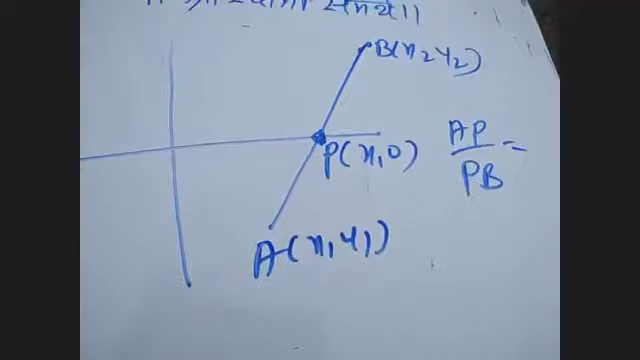 B(x₂ y₂)
AP
P(x, 0)
PB =
A(x₁ y₁)